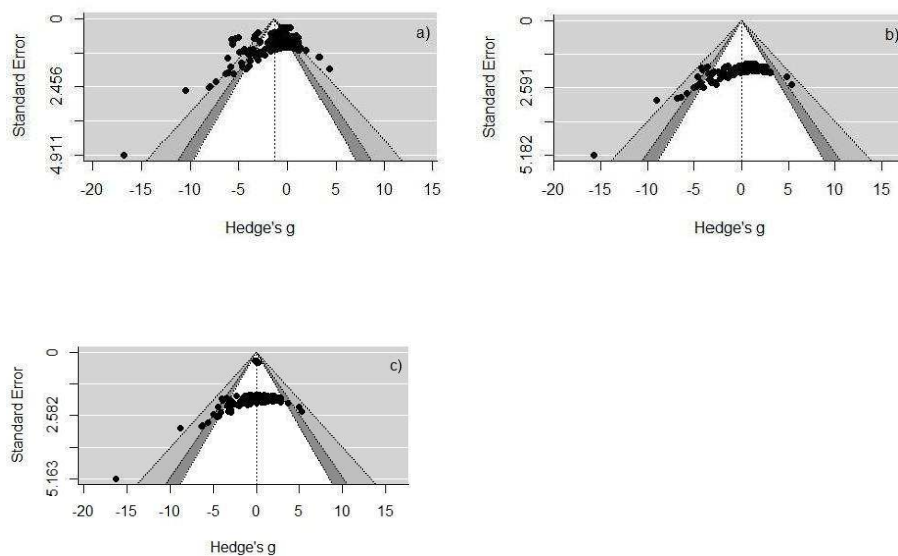 a)
Standard Error
0
2.456
4.911
-20 -15 -10 -5 0 5 10 15
Hedge's g
b)
Standard Error
0
2.591
5.182
-20 -15 -10 -5 0 5 10 15
Hedge's g
c)
Standard Error
0
2.582
5.163
-20 -15 -10 -5 0 5 10 15
Hedge's g